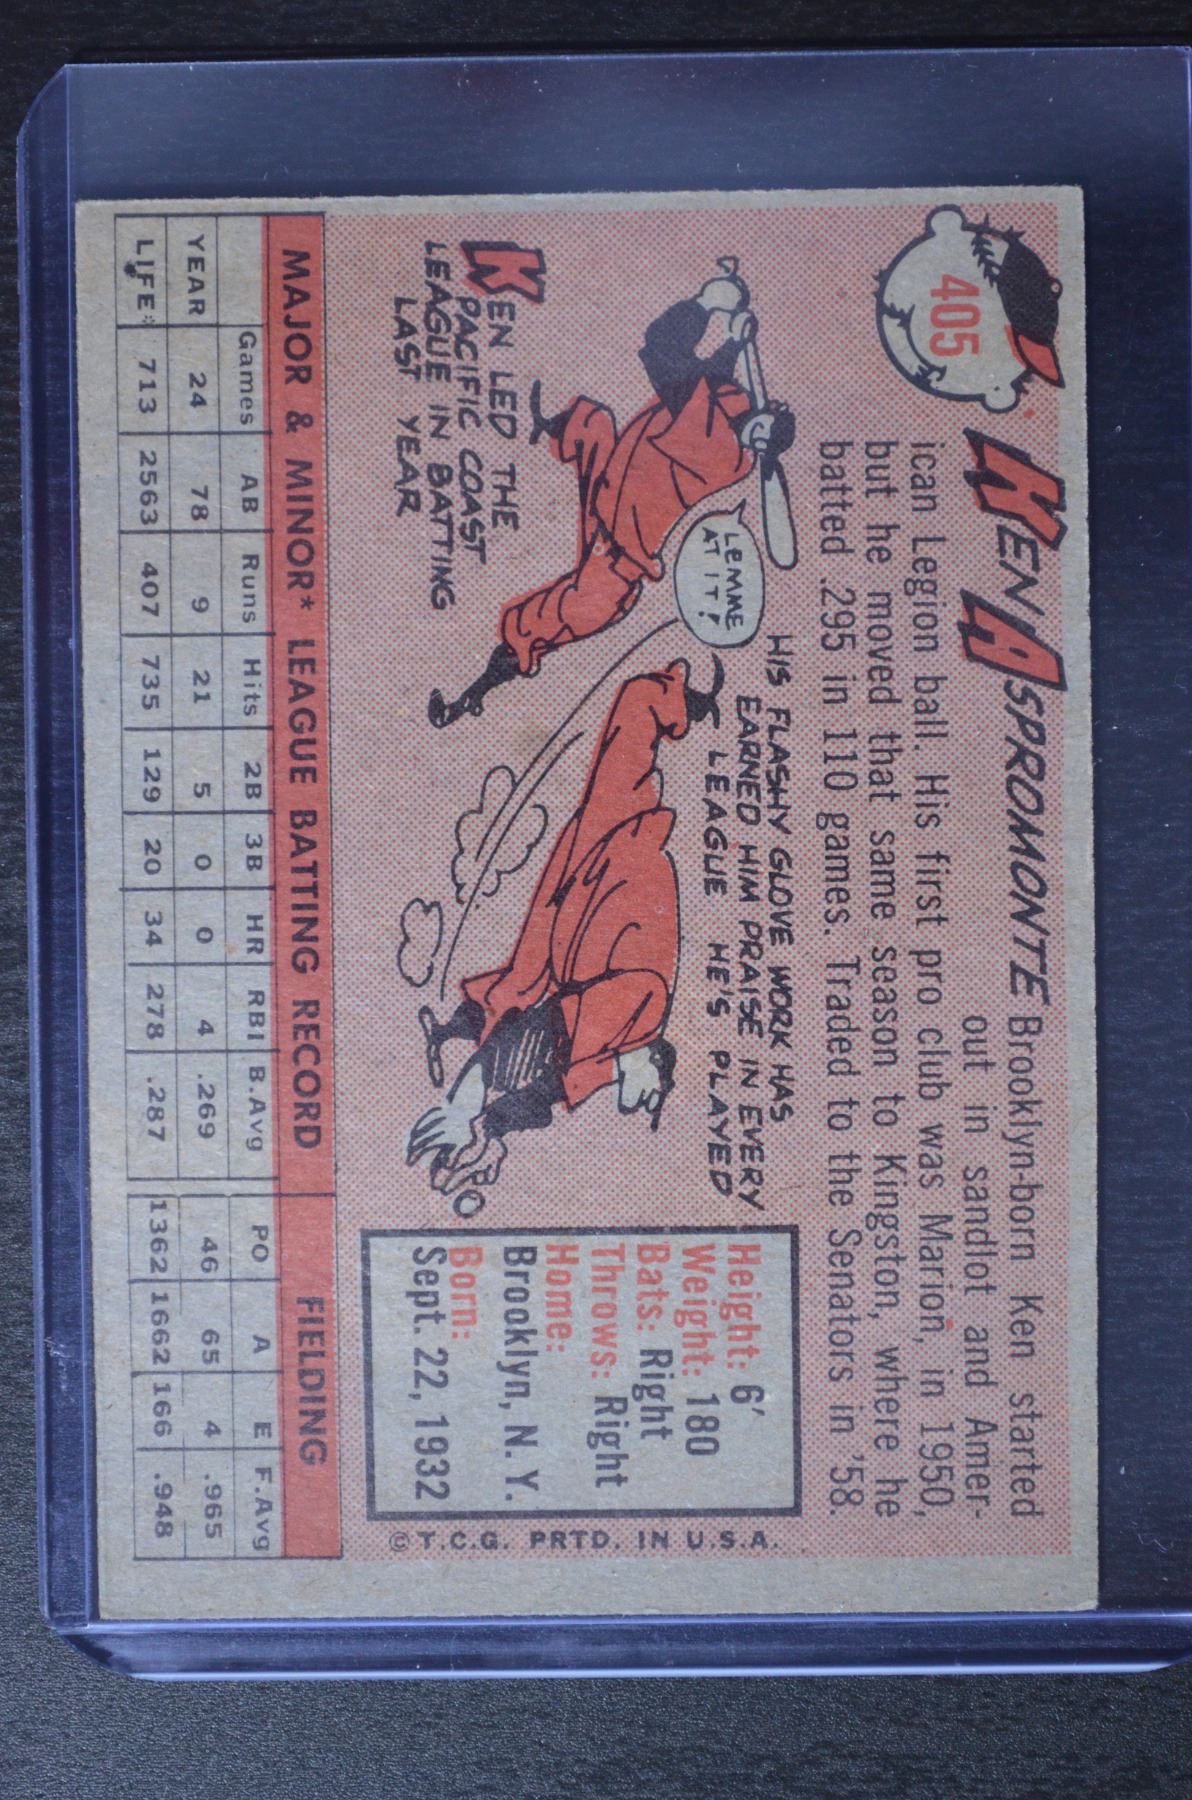 405
KEN ASPROMONTE Brooklyn-born Ken started
out in sandlot and Amer-
ican Legion ball. His first pro club was Marion, in 1950,
but he moved that same season to Kingston, where he
batted .295 in 110 games. Traded to the Senators in '58.
HIS FLASHY GLOVE WORK HAS
EARNED HIM PRAISE IN EVERY
LEAGUE HE'S PLAYED
LEMME
AT IT!
KEN LED THE
PACIFIC COAST
LEAGUE IN BATTING
LAST YEAR
Height: 6'
Weight: 180
Bats: Right
Throws: Right
Home:
Brooklyn, N. Y.
Born:
Sept. 22, 1932
© T.C.G. PRTD. IN U.S.A.
MAJOR & MINOR* LEAGUE BATTING RECORD FIELDING
Games AB Runs Hits 2B 3B HR RBI B.Avg PO A E F.Avg
YEAR 24 78 9 21 5 0 0 4 .269 46 65 4 .965
LIFE* 713 2563 407 735 129 20 34 278 .287 1362 1662 166 .948